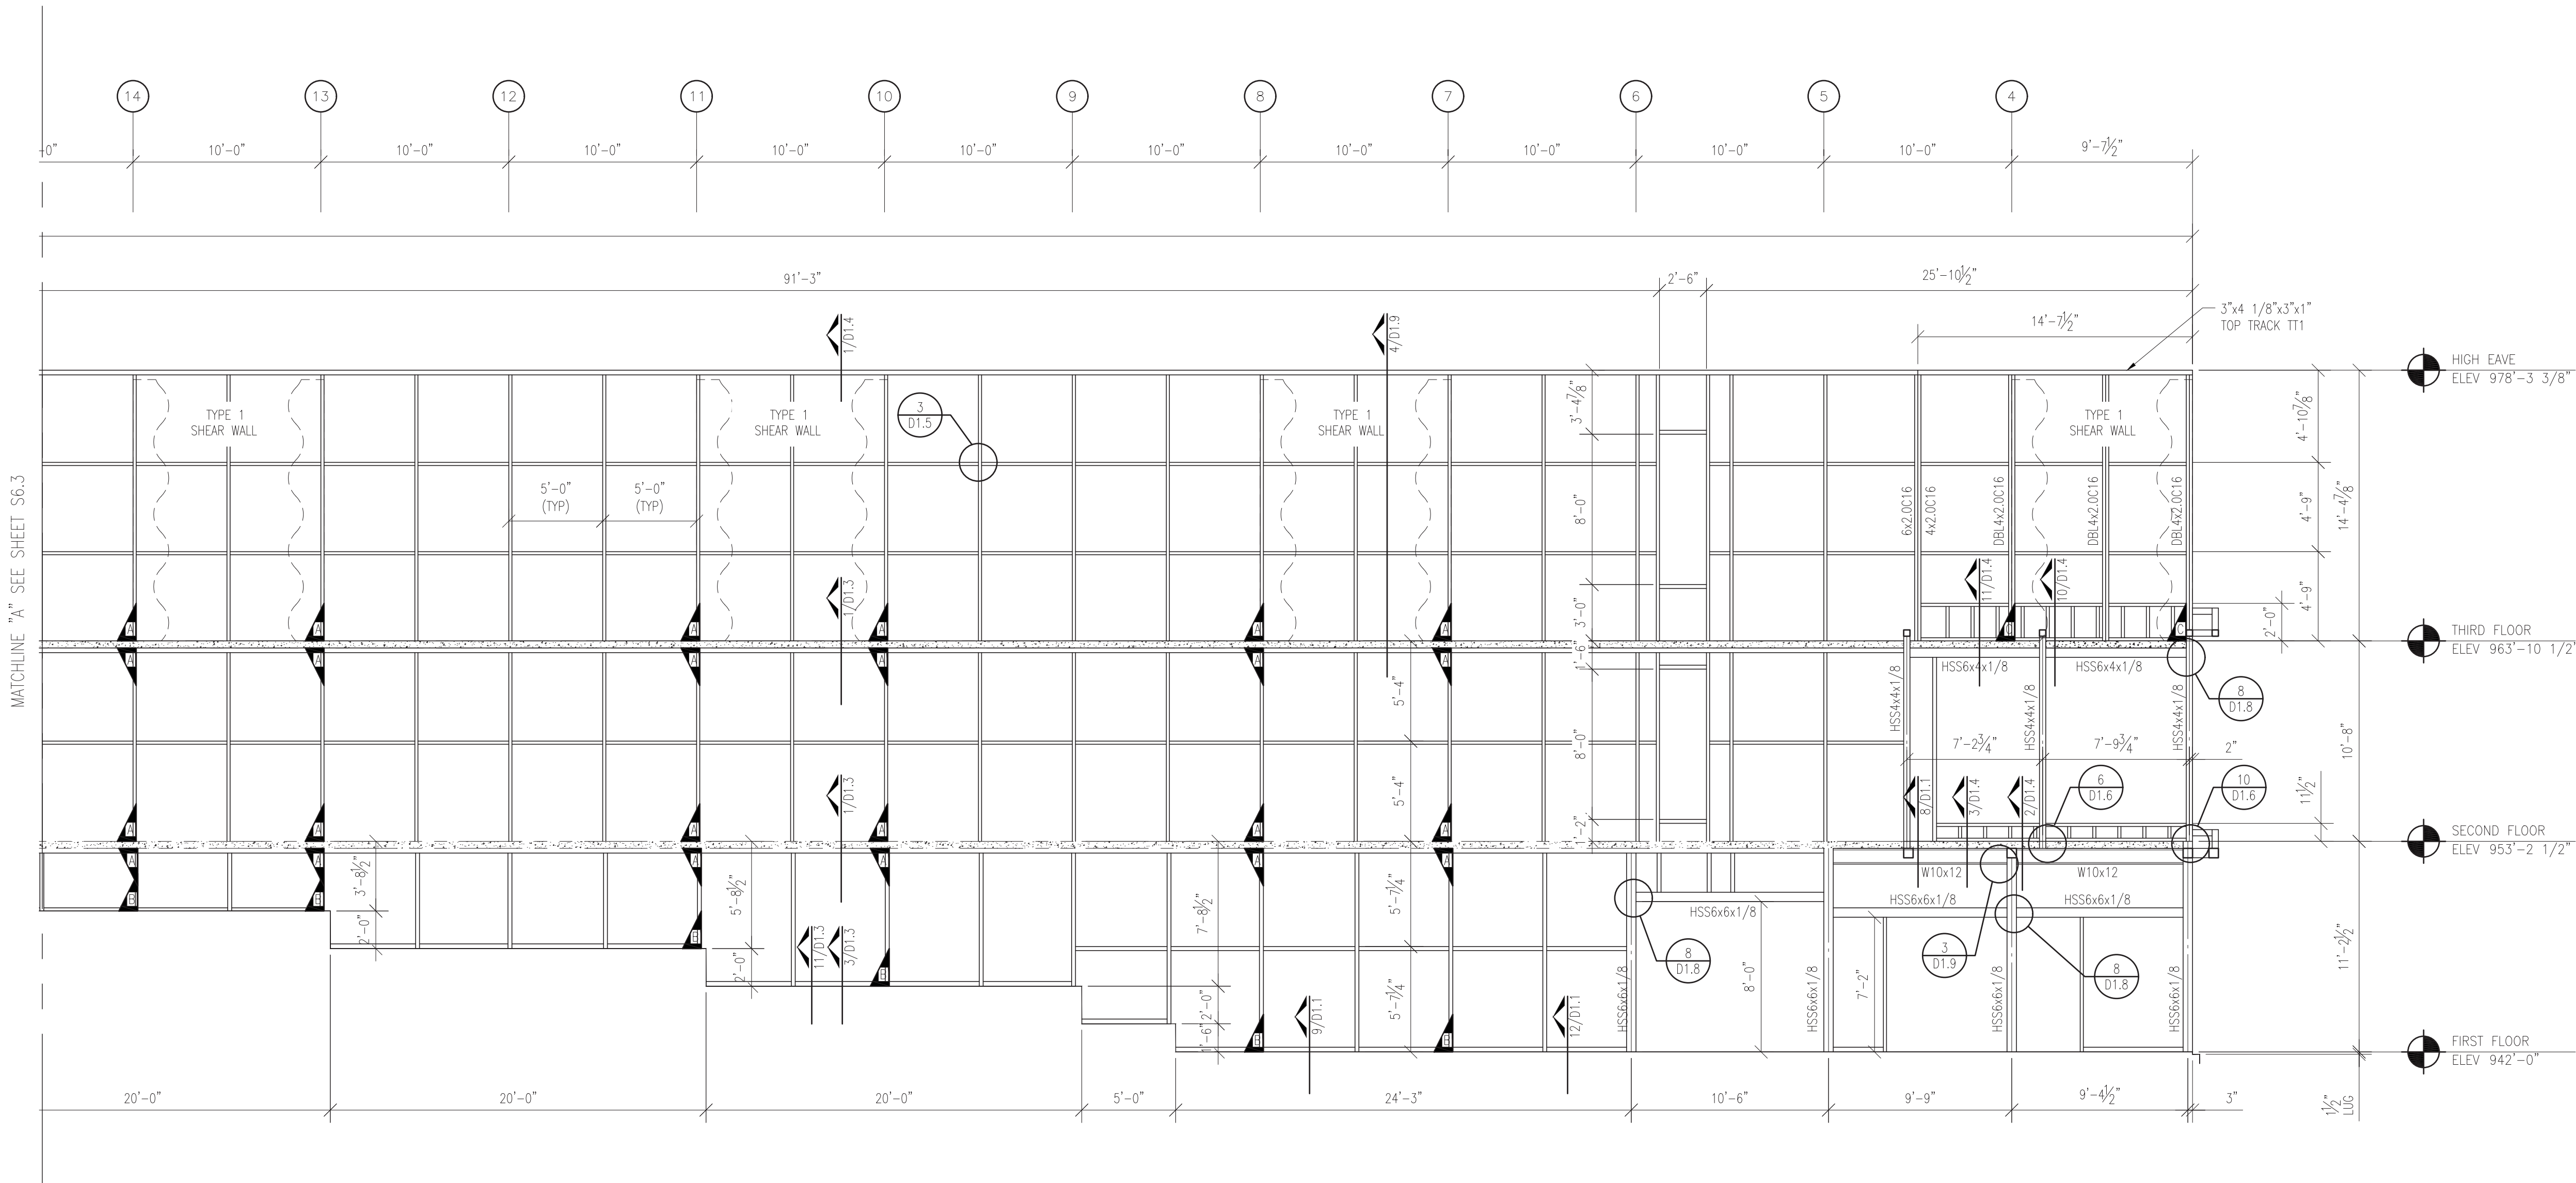 14
13
12
11
10
9
8
7
6
5
4
-0"
10'-0"
10'-0"
10'-0"
10'-0"
10'-0"
10'-0"
10'-0"
10'-0"
10'-0"
10'-0"
9'-7½"
91'-3"
2'-6"
25'-10½"
14'-7½"
3"x4 1/8"x3"x1"
TOP TRACK TT1
HIGH EAVE
ELEV 978'-3 3/8"
1/D1.4
4/D1.9
TYPE 1
SHEAR WALL
TYPE 1
SHEAR WALL
TYPE 1
SHEAR WALL
TYPE 1
SHEAR WALL
3
D1.5
3'-4⅞"
4'-10⅞"
MATCHLINE "A" SEE SHEET S6.3
5'-0"
(TYP)
5'-0"
(TYP)
8'-0"
6x2.0C16
4x2.0C16
DBL4x2.0C16
DBL4x2.0C16
DBL4x2.0C16
4'-9"
14'-4⅞"
1/D1.3
11/D1.4
10/D1.4
4'-9"
3'-0"
2'-0"
A
A
A
A
A
A
C
C
THIRD FLOOR
ELEV 963'-10 1/2"
A
A
A
A
A
A
1'-6"
HSS6x4x1/8
HSS6x4x1/8
8
D1.8
5'-4"
HSS4x4x1/8
HSS4x4x1/8
HSS4x4x1/8
8'-0"
7'-2¾"
7'-9¾"
2"
10'-8"
1/D1.3
5'-4"
8/D1.1
3/D1.4
2/D1.4
6
D1.6
10
D1.6
11½"
1'-2"
A
A
A
A
A
A
SECOND FLOOR
ELEV 953'-2 1/2"
A
A
A
A
A
A
3'-8½"
5'-8½"
7'-8½"
5'-7¼"
W10x12
W10x12
B
B
HSS6x6x1/8
HSS6x6x1/8
HSS6x6x1/8
2'-0"
B
2'-0"
11/D1.3
3/D1.3
B
8
D1.8
3
D1.9
8
D1.8
11'-2½"
2'-0"
1'-6"
5'-7¼"
8'-0"
7'-2"
HSS6x6x1/8
HSS6x6x1/8
HSS6x6x1/8
HSS6x6x1/8
B
9/D1.1
B
12/D1.1
FIRST FLOOR
ELEV 942'-0"
20'-0"
20'-0"
20'-0"
5'-0"
24'-3"
10'-6"
9'-9"
9'-4½"
3"
1½"
LUG